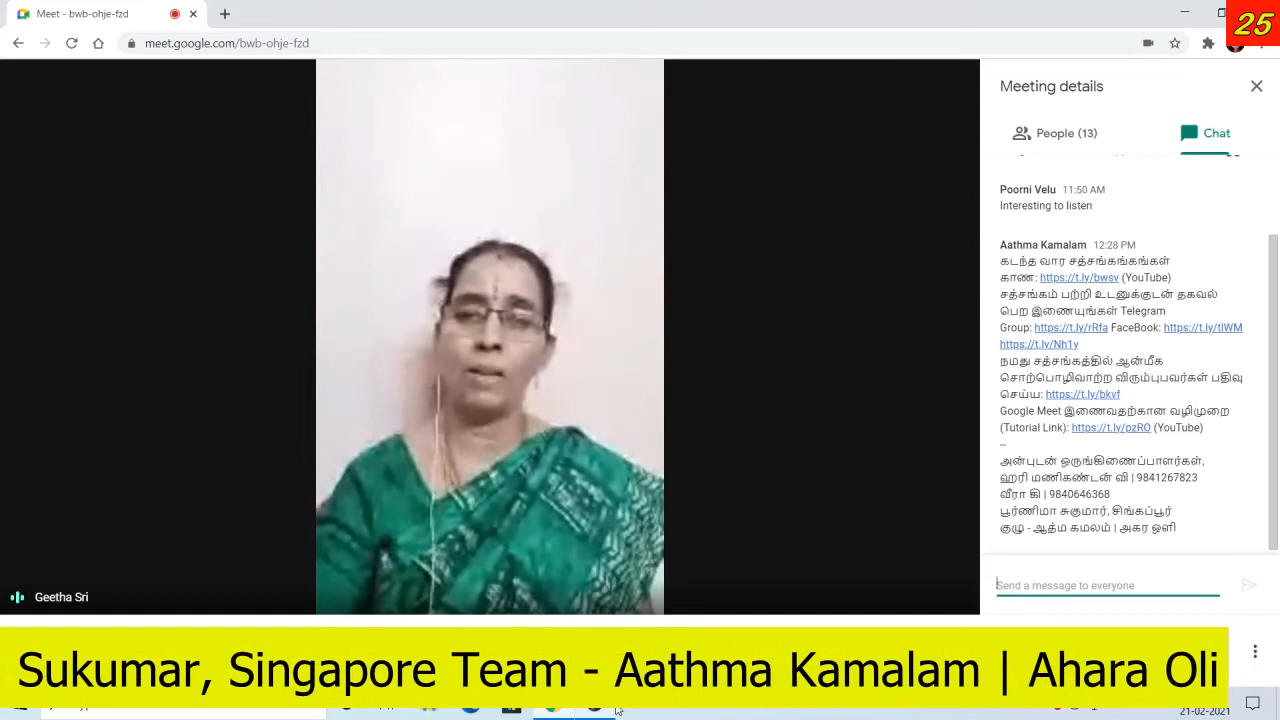 Meet - bwb-ohje-fzd
25
meet.google.com/bwb-ohje-fzd
Meeting details
People (13)
Chat
Poorni Velu 11:50 AM
Interesting to listen
Aathma Kamalam 12:28 PM
கடந்த வார சத்சங்கங்கங்கள்
காண: https://t.ly/bwsv (YouTube)
சத்சங்கம் பற்றி உடனுக்குடன் தகவல்
பெற இணையுங்கள் Telegram
Group: https://t.ly/rRfa FaceBook: https://t.ly/tlWM
https://t.ly/Nh1y
நமது சத்சங்கத்தில் ஆன்மீக
சொற்பொழிவாற்ற விரும்புபவர்கள் பதிவு
செய்ய: https://t.ly/bkvf
Google Meet இணைவதற்கான வழிமுறை
(Tutorial Link): https://t.ly/pzRO (YouTube)
--
அன்புடன் ஒருங்கிணைப்பாளர்கள்,
ஹரி மணிகண்டன் வி | 9841267823
வீரா கி | 9840646368
பூர்ணிமா சுகுமார், சிங்கப்பூர்
குழு - ஆத்ம கமலம் | அகர ஒளி
Send a message to everyone
Geetha Sri
Sukumar, Singapore Team - Aathma Kamalam | Ahara Oli
21-02-2021